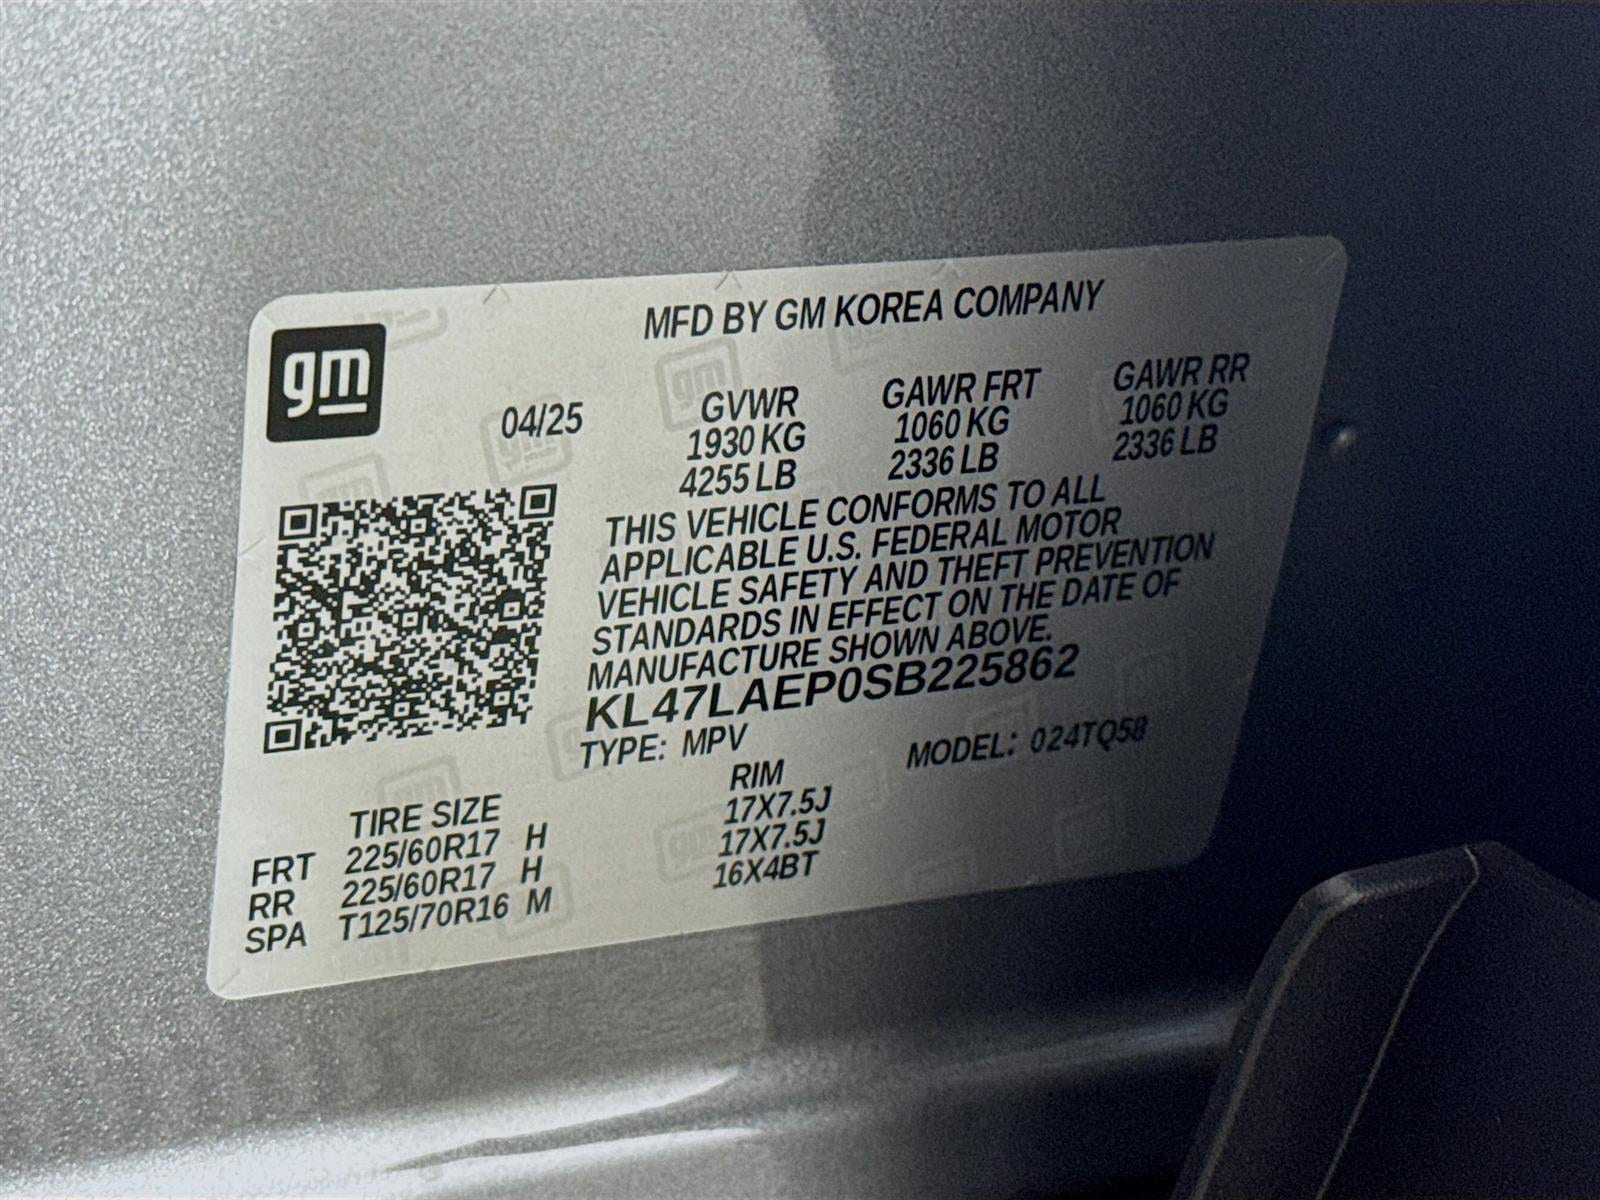 MFD BY GM KOREA COMPANY
gm
04/25 GVWR GAWR FRT GAWR RR
1930 KG 1060 KG 1060 KG
4255 LB 2336 LB 2336 LB
THIS VEHICLE CONFORMS TO ALL
APPLICABLE U.S. FEDERAL MOTOR
VEHICLE SAFETY AND THEFT PREVENTION
STANDARDS IN EFFECT ON THE DATE OF
MANUFACTURE SHOWN ABOVE.
KL47LAEP0SB225862
TYPE: MPV MODEL: 024TQ58
TIRE SIZE RIM
FRT 225/60R17 H 17X7.5J
RR 225/60R17 H 17X7.5J
SPA T125/70R16 M 16X4BT